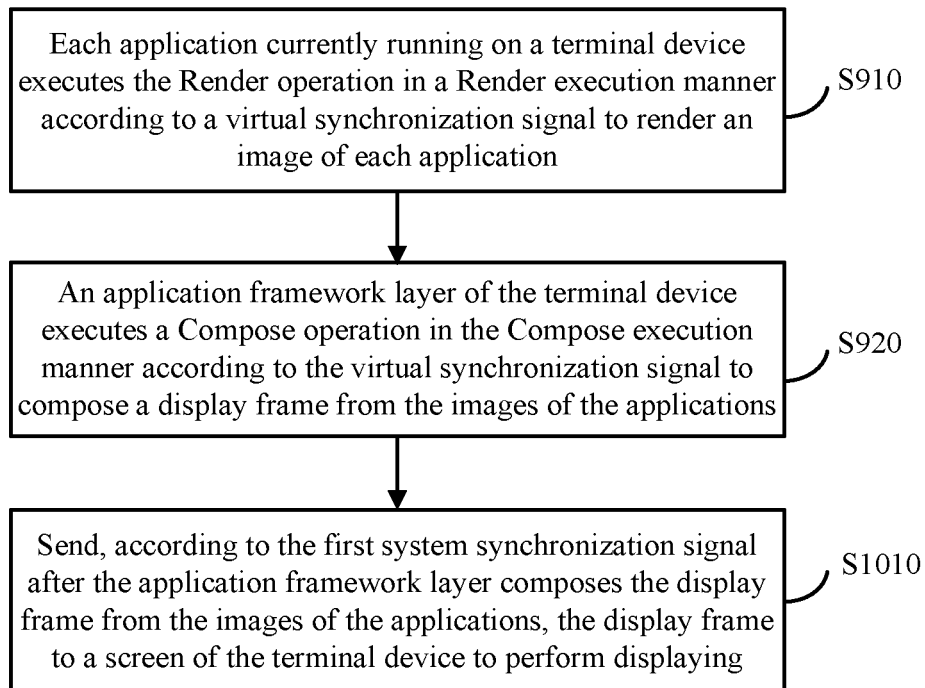 Each application currently running on a terminal device
executes the Render operation in a Render execution manner
according to a virtual synchronization signal to render an
image of each application
S910
An application framework layer of the terminal device
executes a Compose operation in the Compose execution
manner according to the virtual synchronization signal to
compose a display frame from the images of the applications
S920
Send, according to the first system synchronization signal
after the application framework layer composes the display
frame from the images of the applications, the display frame
to a screen of the terminal device to perform displaying
S1010